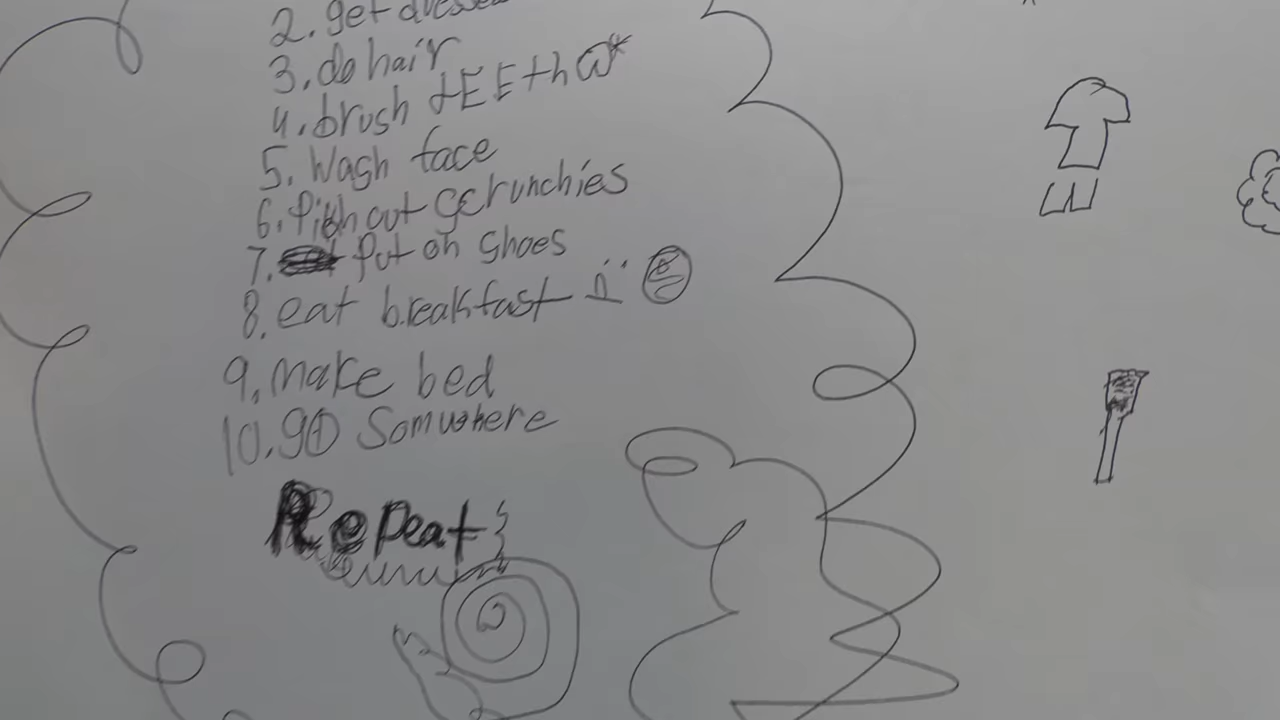 2. get dressed
3. do hair
4. brush tEEth
5. Wash face
6. Pick out scrunchies
7. Put on shoes
8. eat breakfast
9. make bed
10. go Somwhere
RePeat